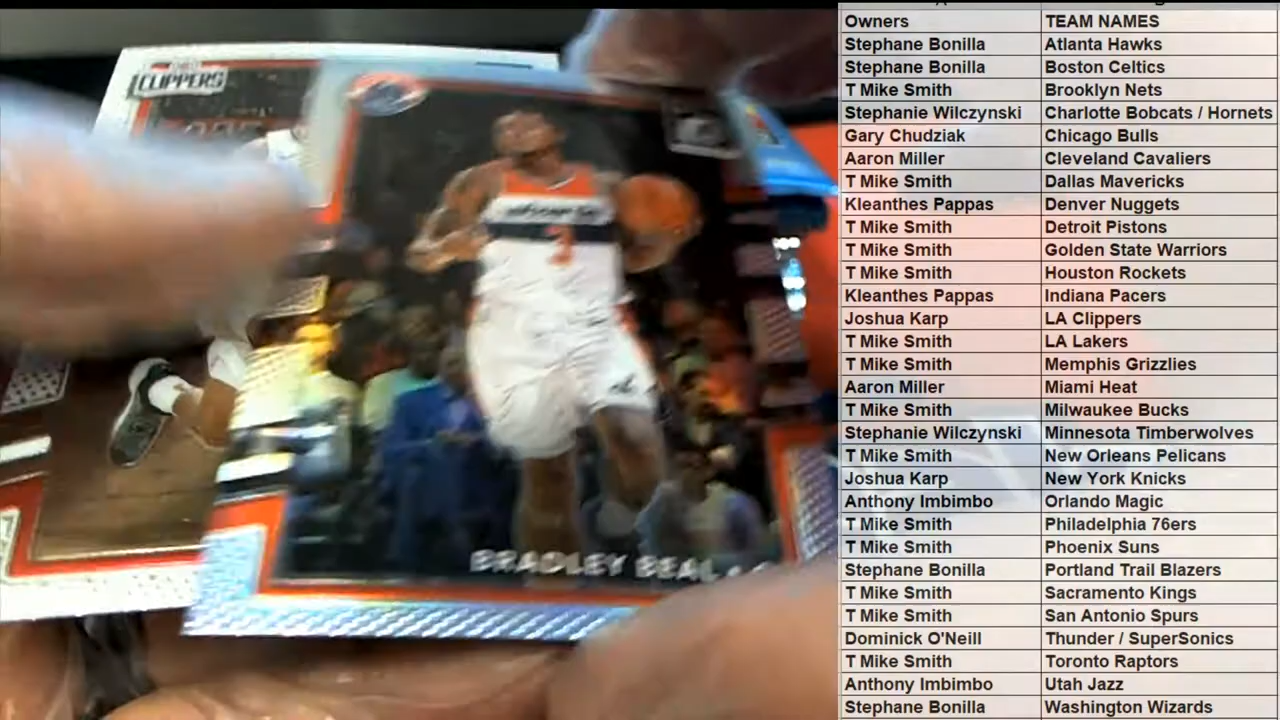 CLIPPERS
3
BRADLEY BEAL
Owners TEAM NAMES
Stephane Bonilla Atlanta Hawks
Stephane Bonilla Boston Celtics
T Mike Smith Brooklyn Nets
Stephanie Wilczynski Charlotte Bobcats / Hornets
Gary Chudziak Chicago Bulls
Aaron Miller Cleveland Cavaliers
T Mike Smith Dallas Mavericks
Kleanthes Pappas Denver Nuggets
T Mike Smith Detroit Pistons
T Mike Smith Golden State Warriors
T Mike Smith Houston Rockets
Kleanthes Pappas Indiana Pacers
Joshua Karp LA Clippers
T Mike Smith LA Lakers
T Mike Smith Memphis Grizzlies
Aaron Miller Miami Heat
T Mike Smith Milwaukee Bucks
Stephanie Wilczynski Minnesota Timberwolves
T Mike Smith New Orleans Pelicans
Joshua Karp New York Knicks
Anthony Imbimbo Orlando Magic
T Mike Smith Philadelphia 76ers
T Mike Smith Phoenix Suns
Stephane Bonilla Portland Trail Blazers
T Mike Smith Sacramento Kings
T Mike Smith San Antonio Spurs
Dominick O'Neill Thunder / SuperSonics
T Mike Smith Toronto Raptors
Anthony Imbimbo Utah Jazz
Stephane Bonilla Washington Wizards